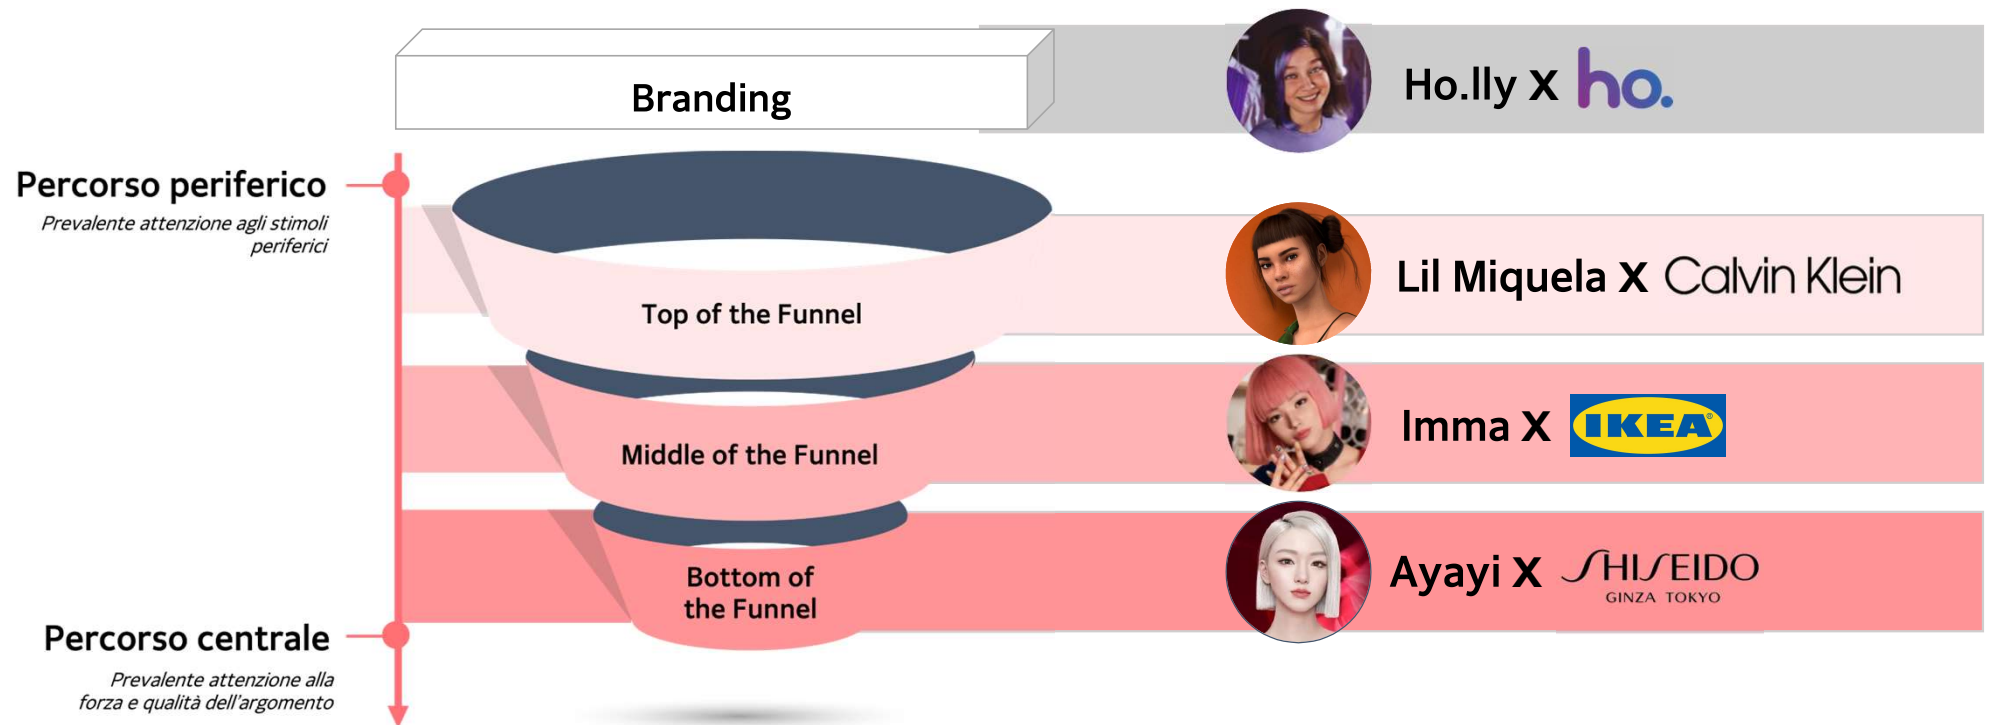 Branding
Ho.lly X ho.
Percorso periferico
Prevalente attenzione agli stimoli
periferici
Top of the Funnel
Lil Miquela X Calvin Klein
Middle of the Funnel
Imma X IKEA®
Bottom of
the Funnel
Ayayi X SHISEIDO
GINZA TOKYO
Percorso centrale
Prevalente attenzione alla
forza e qualità dell'argomento